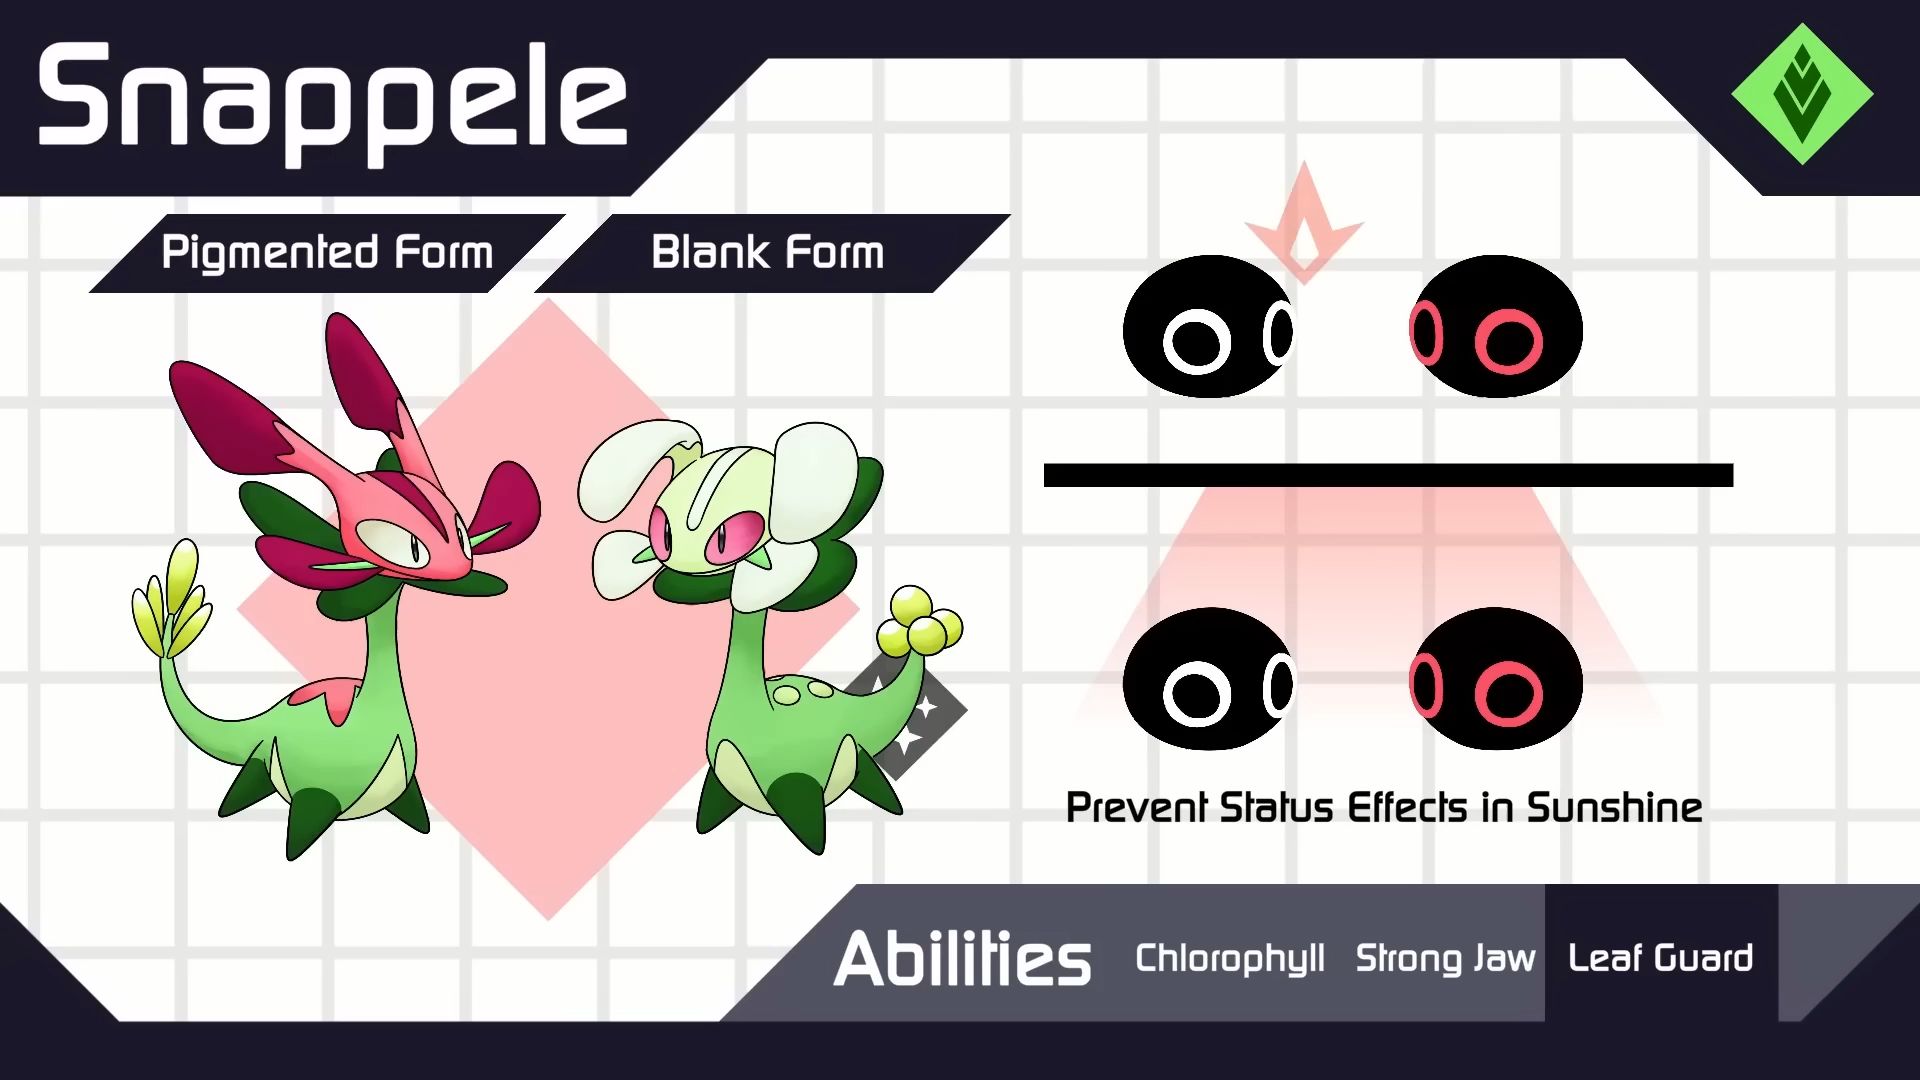 Snappele
Pigmented Form
Blank Form
Prevent Status Effects in Sunshine
Abilities
Chlorophyll
Strong Jaw
Leaf Guard